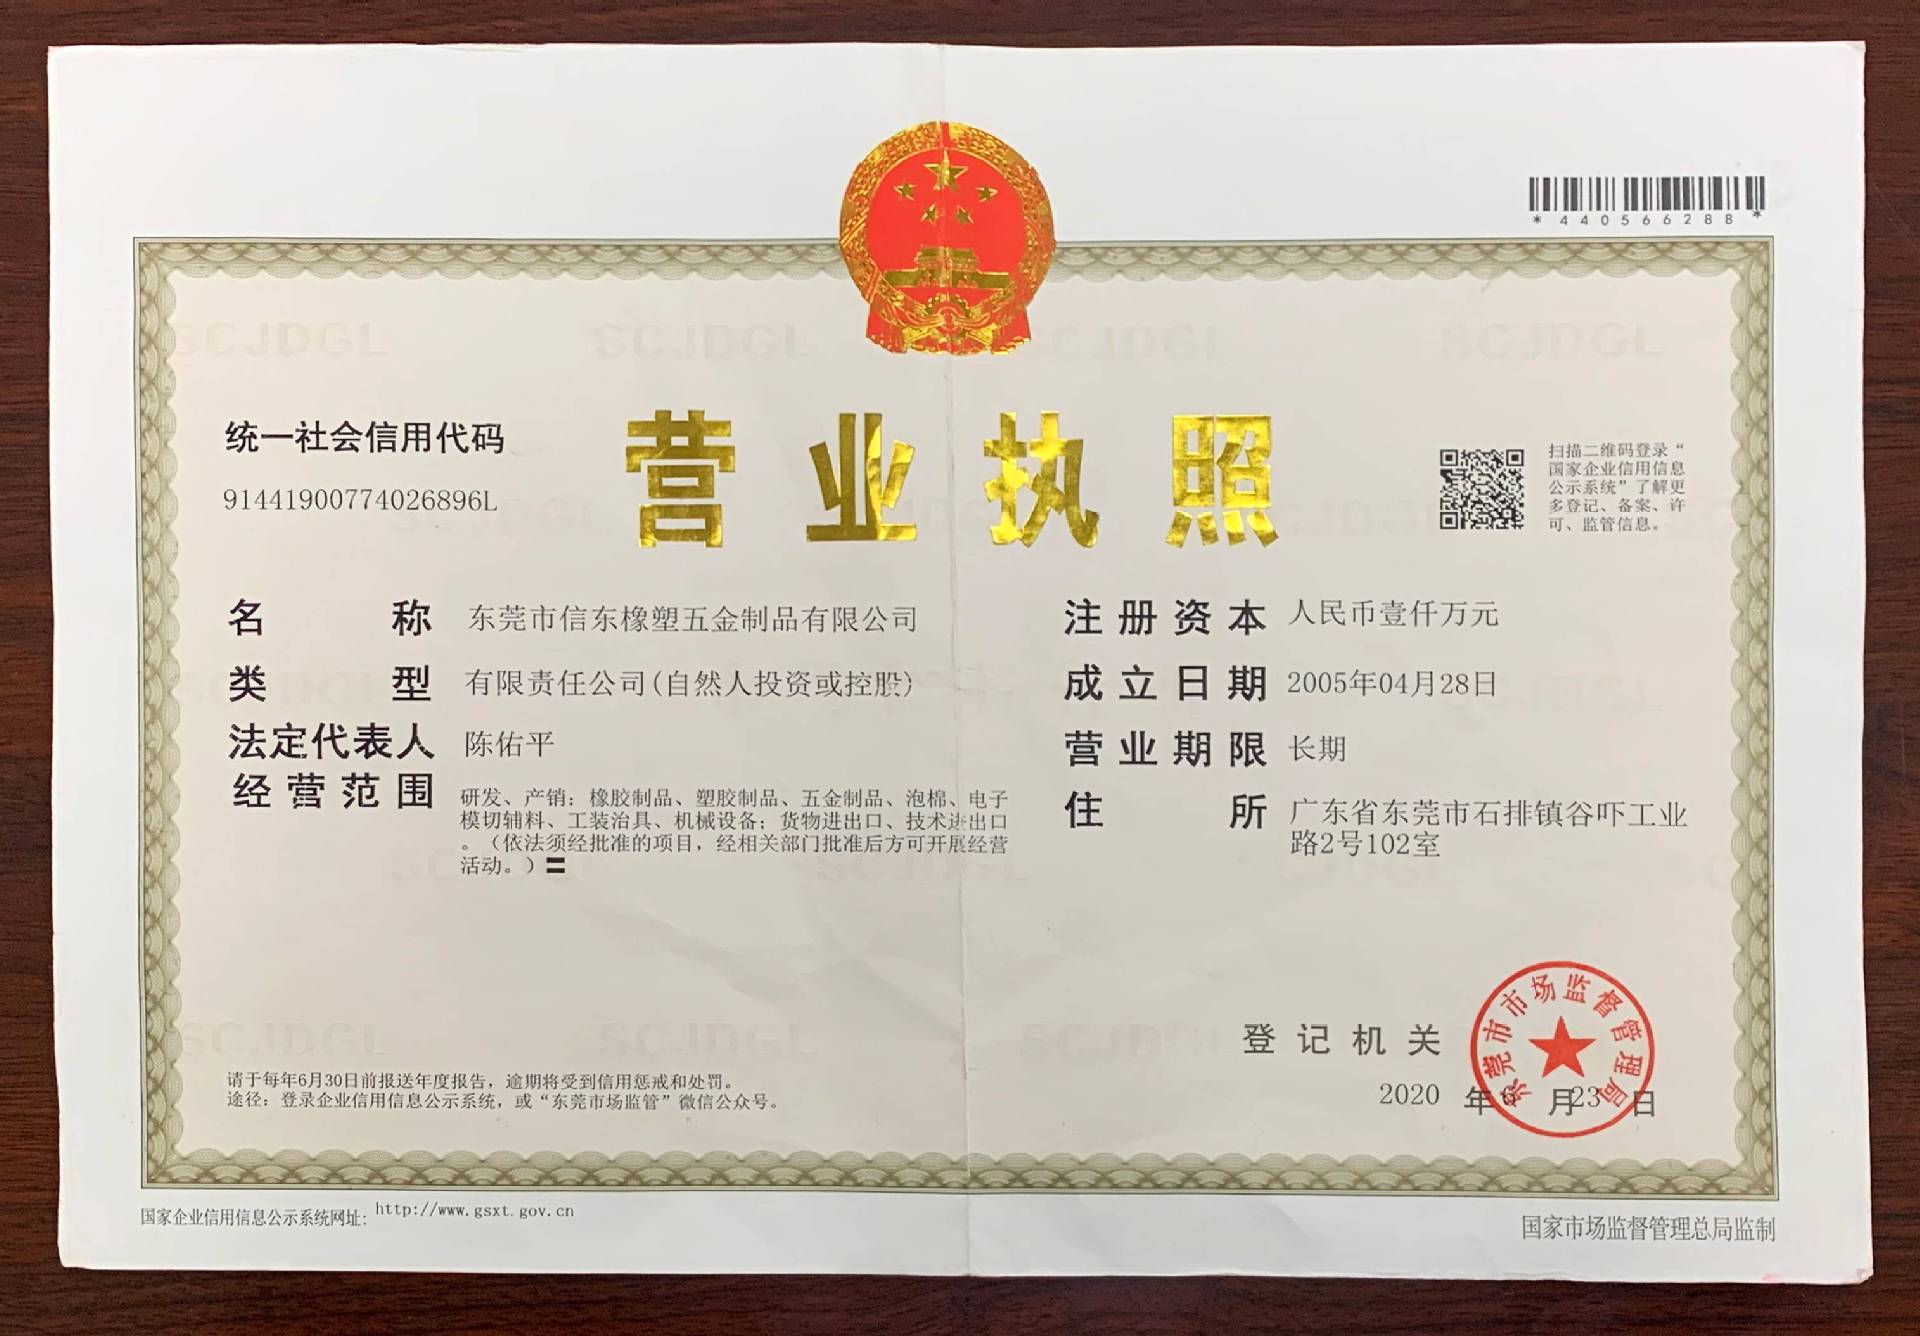 *440566288*
统一社会信用代码
91441900774026896L
营业执照
扫描二维码登录“
国家企业信用信息
公示系统”了解更
多登记、备案、许
可、监管信息。
名称 东莞市信东橡塑五金制品有限公司
类型 有限责任公司(自然人投资或控股)
法定代表人 陈佑平
经营范围 研发、产销：橡胶制品、塑胶制品、五金制品、泡棉、电子
模切辅料、工装治具、机械设备；货物进出口、技术进出口
。（依法须经批准的项目，经相关部门批准后方可开展经营
活动。）〓
注册资本 人民币壹仟万元
成立日期 2005年04月28日
营业期限 长期
住所 广东省东莞市石排镇谷吓工业
路2号102室
登记机关
东莞市市场监督管理局
2020 年 6 月 23 日
请于每年6月30日前报送年度报告，逾期将受到信用惩戒和处罚。
途径：登录企业信用信息公示系统，或“东莞市场监管”微信公众号。
国家企业信用信息公示系统网址：http://www.gsxt.gov.cn
国家市场监督管理总局监制
SCJDGL